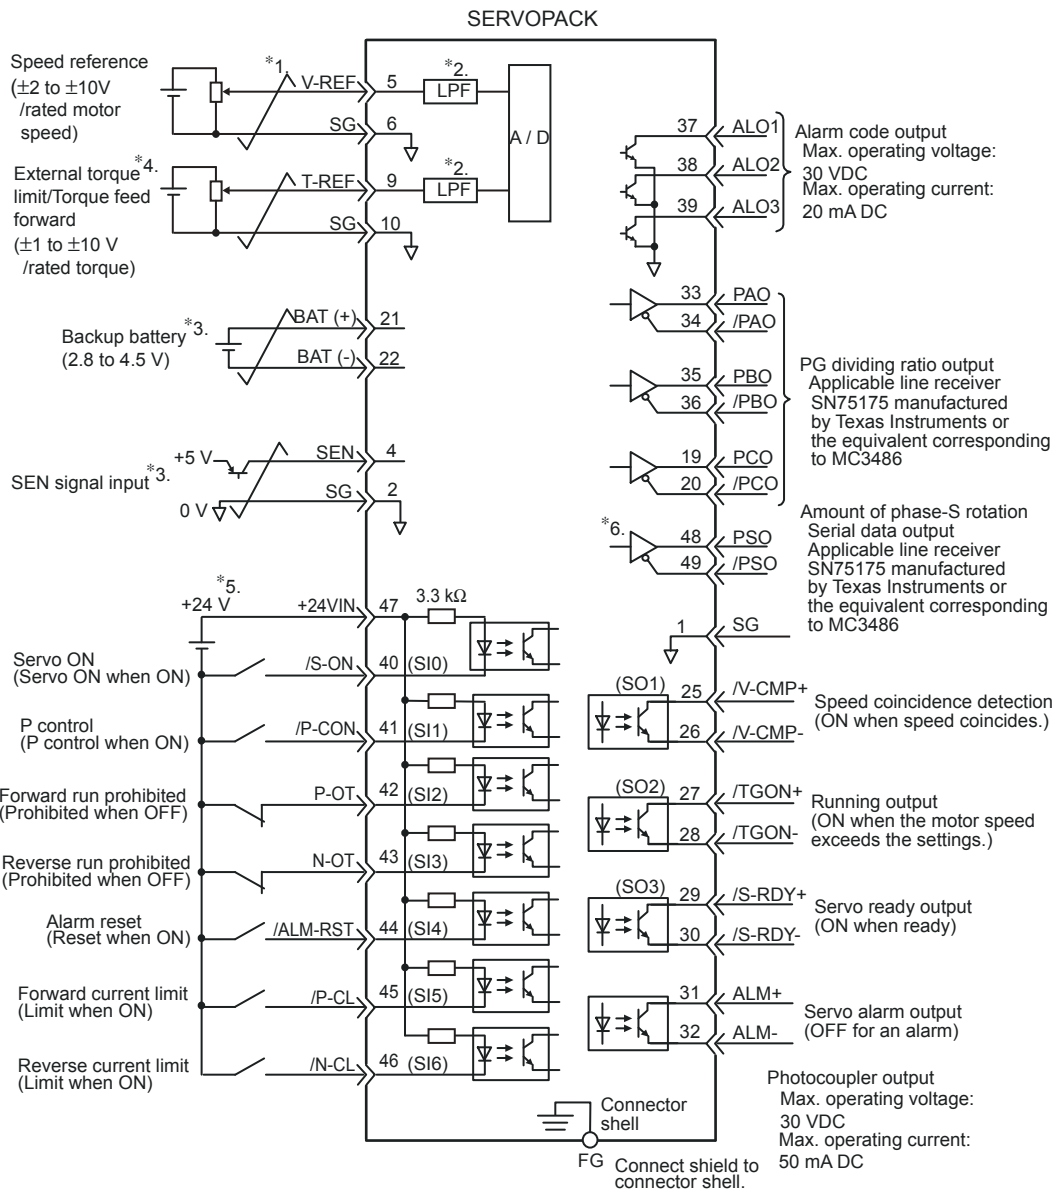 SERVOPACK
Speed reference
(±2 to ±10V
/rated motor
speed)
*1.
V-REF
5
*2.
LPF
SG
6
A / D
External torque *4.
limit/Torque feed
forward
(±1 to ±10 V
/rated torque)
T-REF
9
*2.
LPF
SG
10
Backup battery *3.
(2.8 to 4.5 V)
BAT (+)
21
BAT (-)
22
SEN signal input *3.
+5 V
SEN
4
0 V
SG
2
*5.
+24 V
+24VIN
47
3.3 kΩ
Servo ON
(Servo ON when ON)
/S-ON
40
(SI0)
P control
(P control when ON)
/P-CON
41
(SI1)
Forward run prohibited
(Prohibited when OFF)
P-OT
42
(SI2)
Reverse run prohibited
(Prohibited when OFF)
N-OT
43
(SI3)
Alarm reset
(Reset when ON)
/ALM-RST
44
(SI4)
Forward current limit
(Limit when ON)
/P-CL
45
(SI5)
Reverse current limit
(Limit when ON)
/N-CL
46
(SI6)
37
ALO1
38
ALO2
39
ALO3
Alarm code output
Max. operating voltage:
30 VDC
Max. operating current:
20 mA DC
33
PAO
34
/PAO
35
PBO
36
/PBO
19
PCO
20
/PCO
PG dividing ratio output
Applicable line receiver
SN75175 manufactured
by Texas Instruments or
the equivalent corresponding
to MC3486
*6.
48
PSO
49
/PSO
Amount of phase-S rotation
Serial data output
Applicable line receiver
SN75175 manufactured
by Texas Instruments or
the equivalent corresponding
to MC3486
1
SG
(SO1)
25
/V-CMP+
26
/V-CMP-
Speed coincidence detection
(ON when speed coincides.)
(SO2)
27
/TGON+
28
/TGON-
Running output
(ON when the motor speed
exceeds the settings.)
(SO3)
29
/S-RDY+
30
/S-RDY-
Servo ready output
(ON when ready)
31
ALM+
32
ALM-
Servo alarm output
(OFF for an alarm)
Photocoupler output
Max. operating voltage:
30 VDC
Max. operating current:
50 mA DC
Connector
shell
FG
Connect shield to
connector shell.